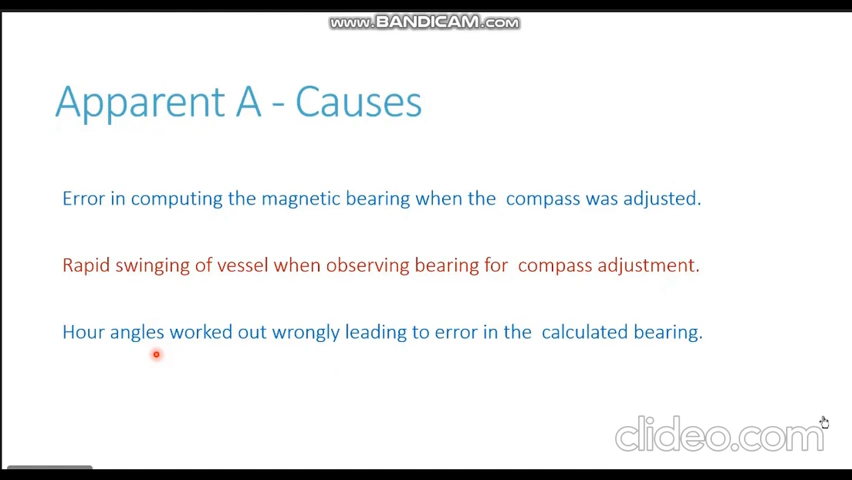 www.BANDICAM.com
Apparent A - Causes
Error in computing the magnetic bearing when the compass was adjusted.
Rapid swinging of vessel when observing bearing for compass adjustment.
Hour angles worked out wrongly leading to error in the calculated bearing.
clideo.com